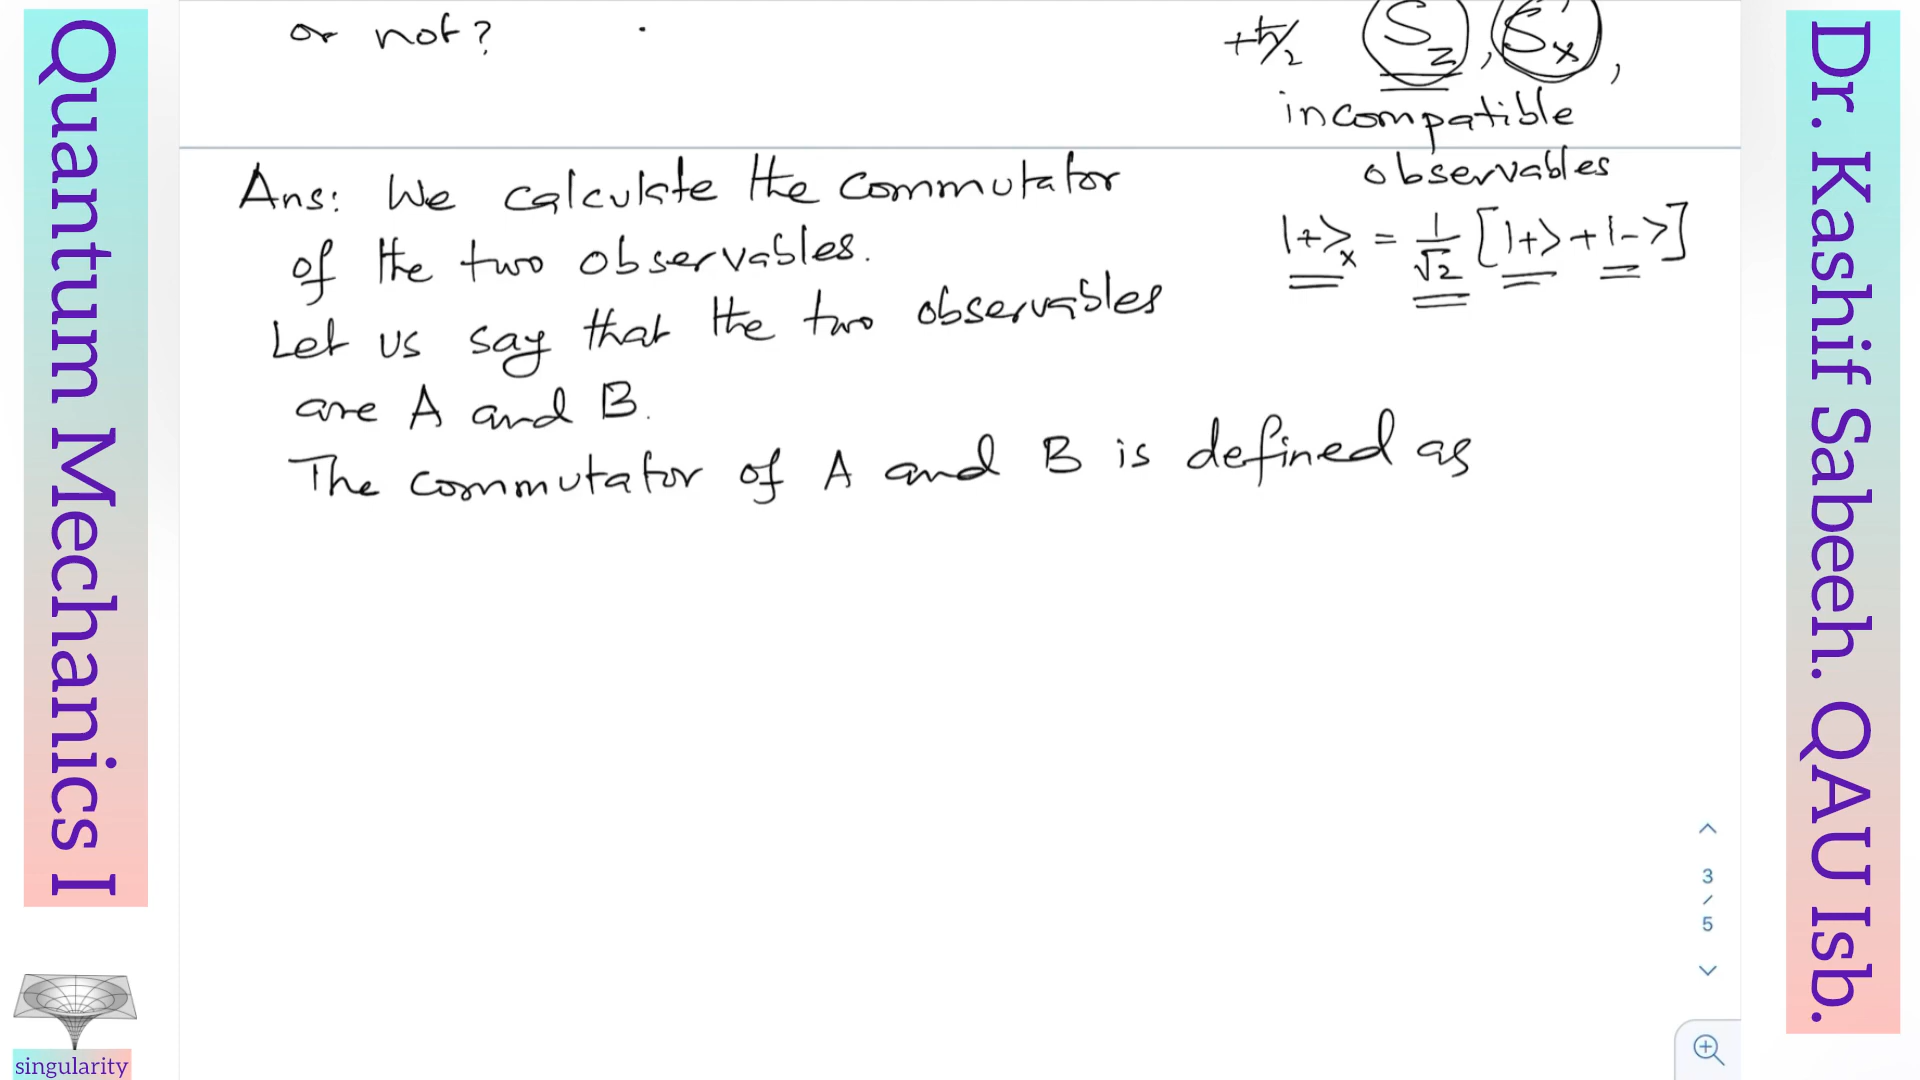 Quantum Mechanics I
singularity
or not?
+ħ/2 Sz, Sx,
incompatible
observables
|+>x = 1/√2 [|+> + |->]
Ans: We calculate the commutator
of the two observables.
Let us say that the two observables
are A and B.
The commutator of A and B is defined as
3
/
5
Dr. Kashif Sabeeh. QAU Isb.